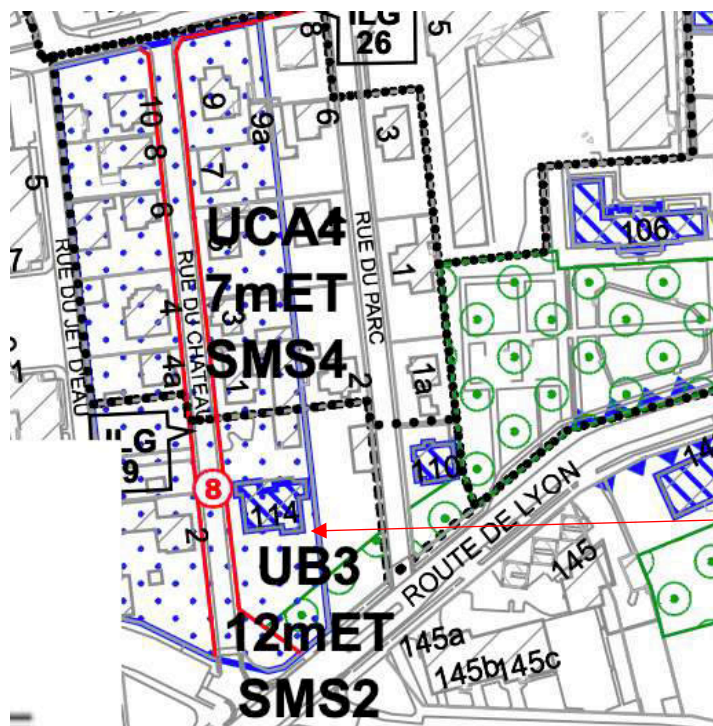 ILG
26
8
5
10
9
9a
6
3
8
7
5
6
RUE DU JET D'EAU
RUE DU CHATEAU
RUE DU PARC
106
UCA4
7mET
SMS4
1
4
3
4a
1
2
1a
9
8
110
2
114
ROUTE DE LYON
UB3
12mET
SMS2
145
145a
145b
145c